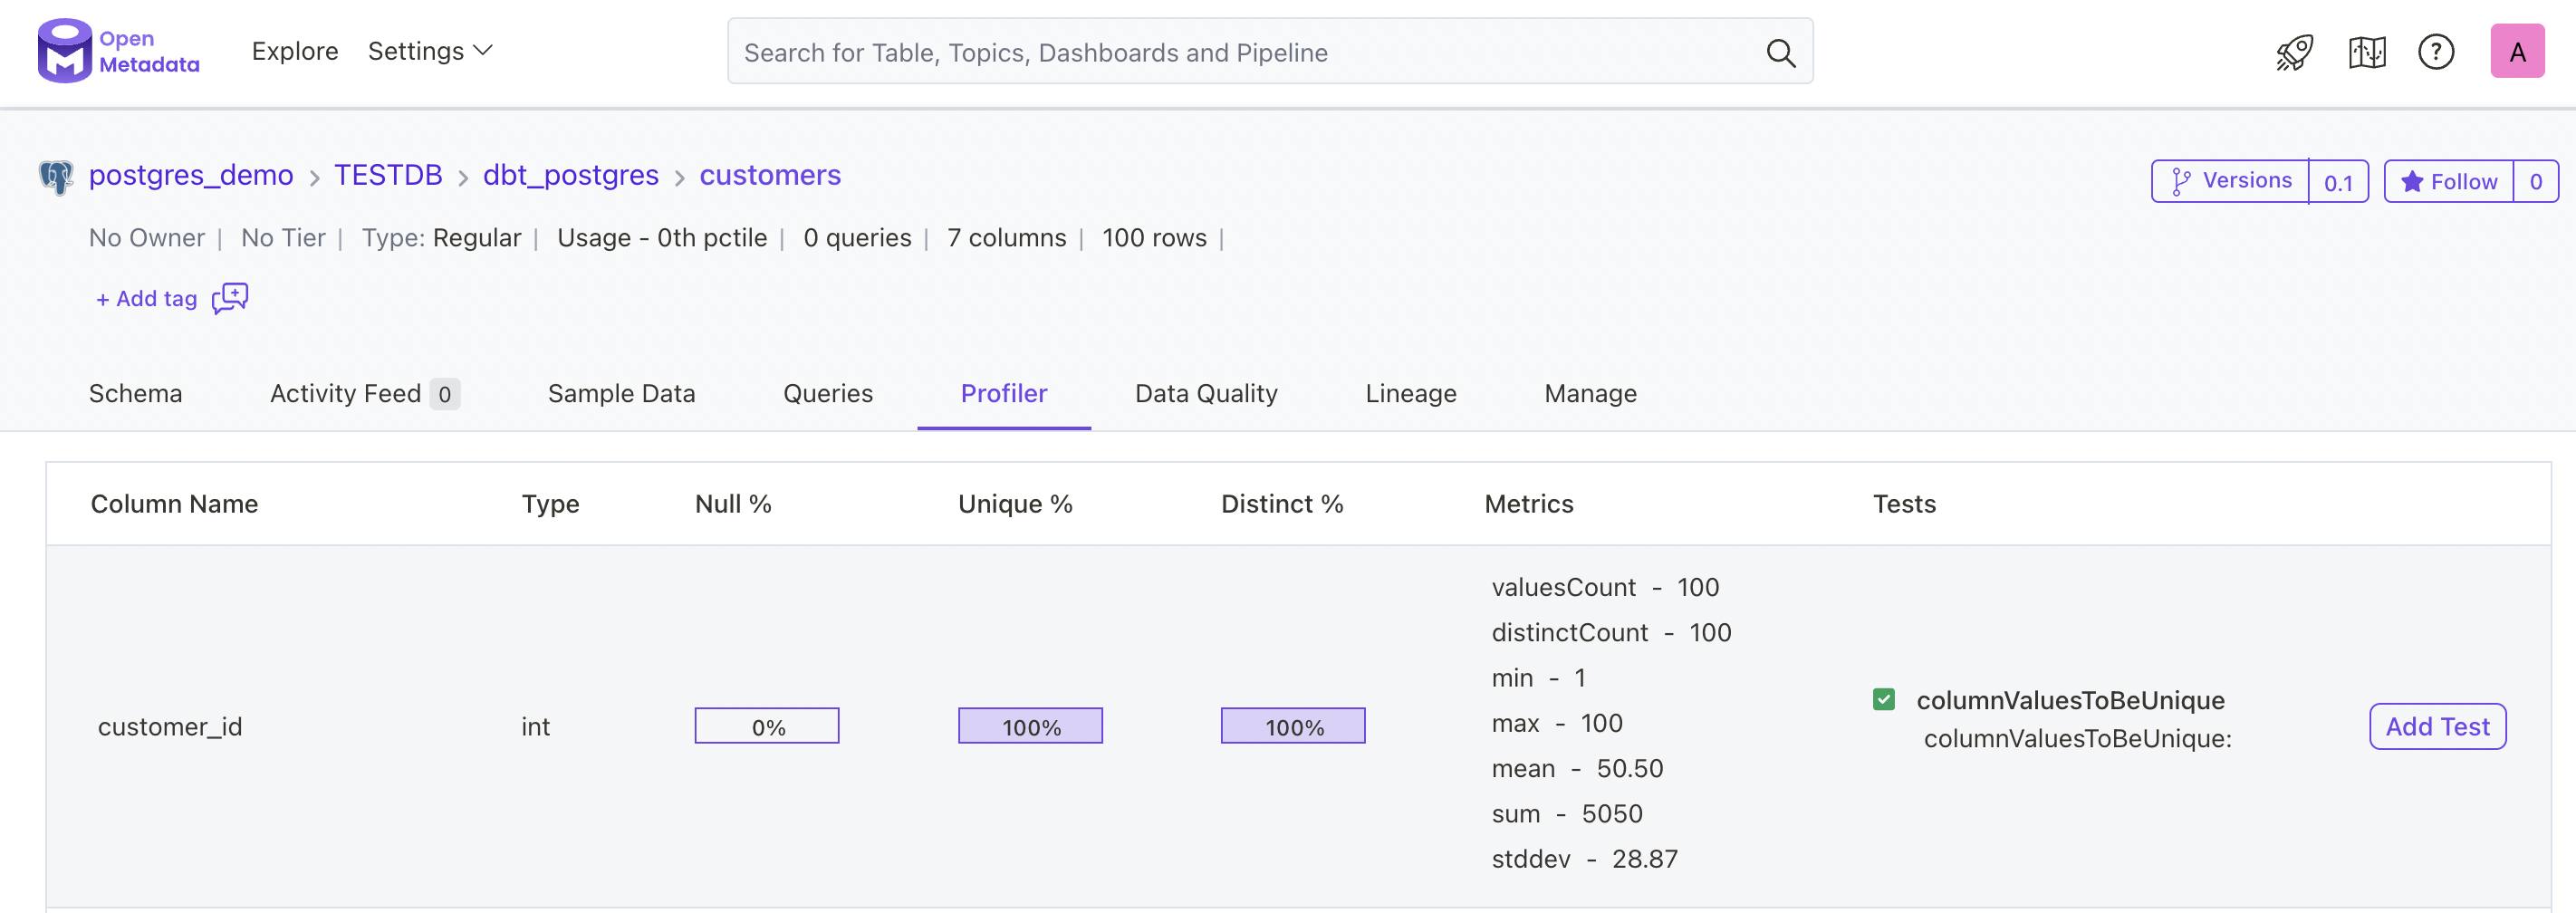 Open
Metadata
Explore Settings
Search for Table, Topics, Dashboards and Pipeline
?
A
postgres_demo > TESTDB > dbt_postgres > customers
Versions 0.1
Follow 0
No Owner | No Tier | Type: Regular | Usage - 0th pctile | 0 queries | 7 columns | 100 rows |
+ Add tag
Schema Activity Feed 0 Sample Data Queries Profiler Data Quality Lineage Manage
Column Name Type Null % Unique % Distinct % Metrics Tests
customer_id int 0% 100% 100%
valuesCount - 100
distinctCount - 100
min - 1
max - 100
mean - 50.50
sum - 5050
stddev - 28.87
columnValuesToBeUnique
columnValuesToBeUnique:
Add Test